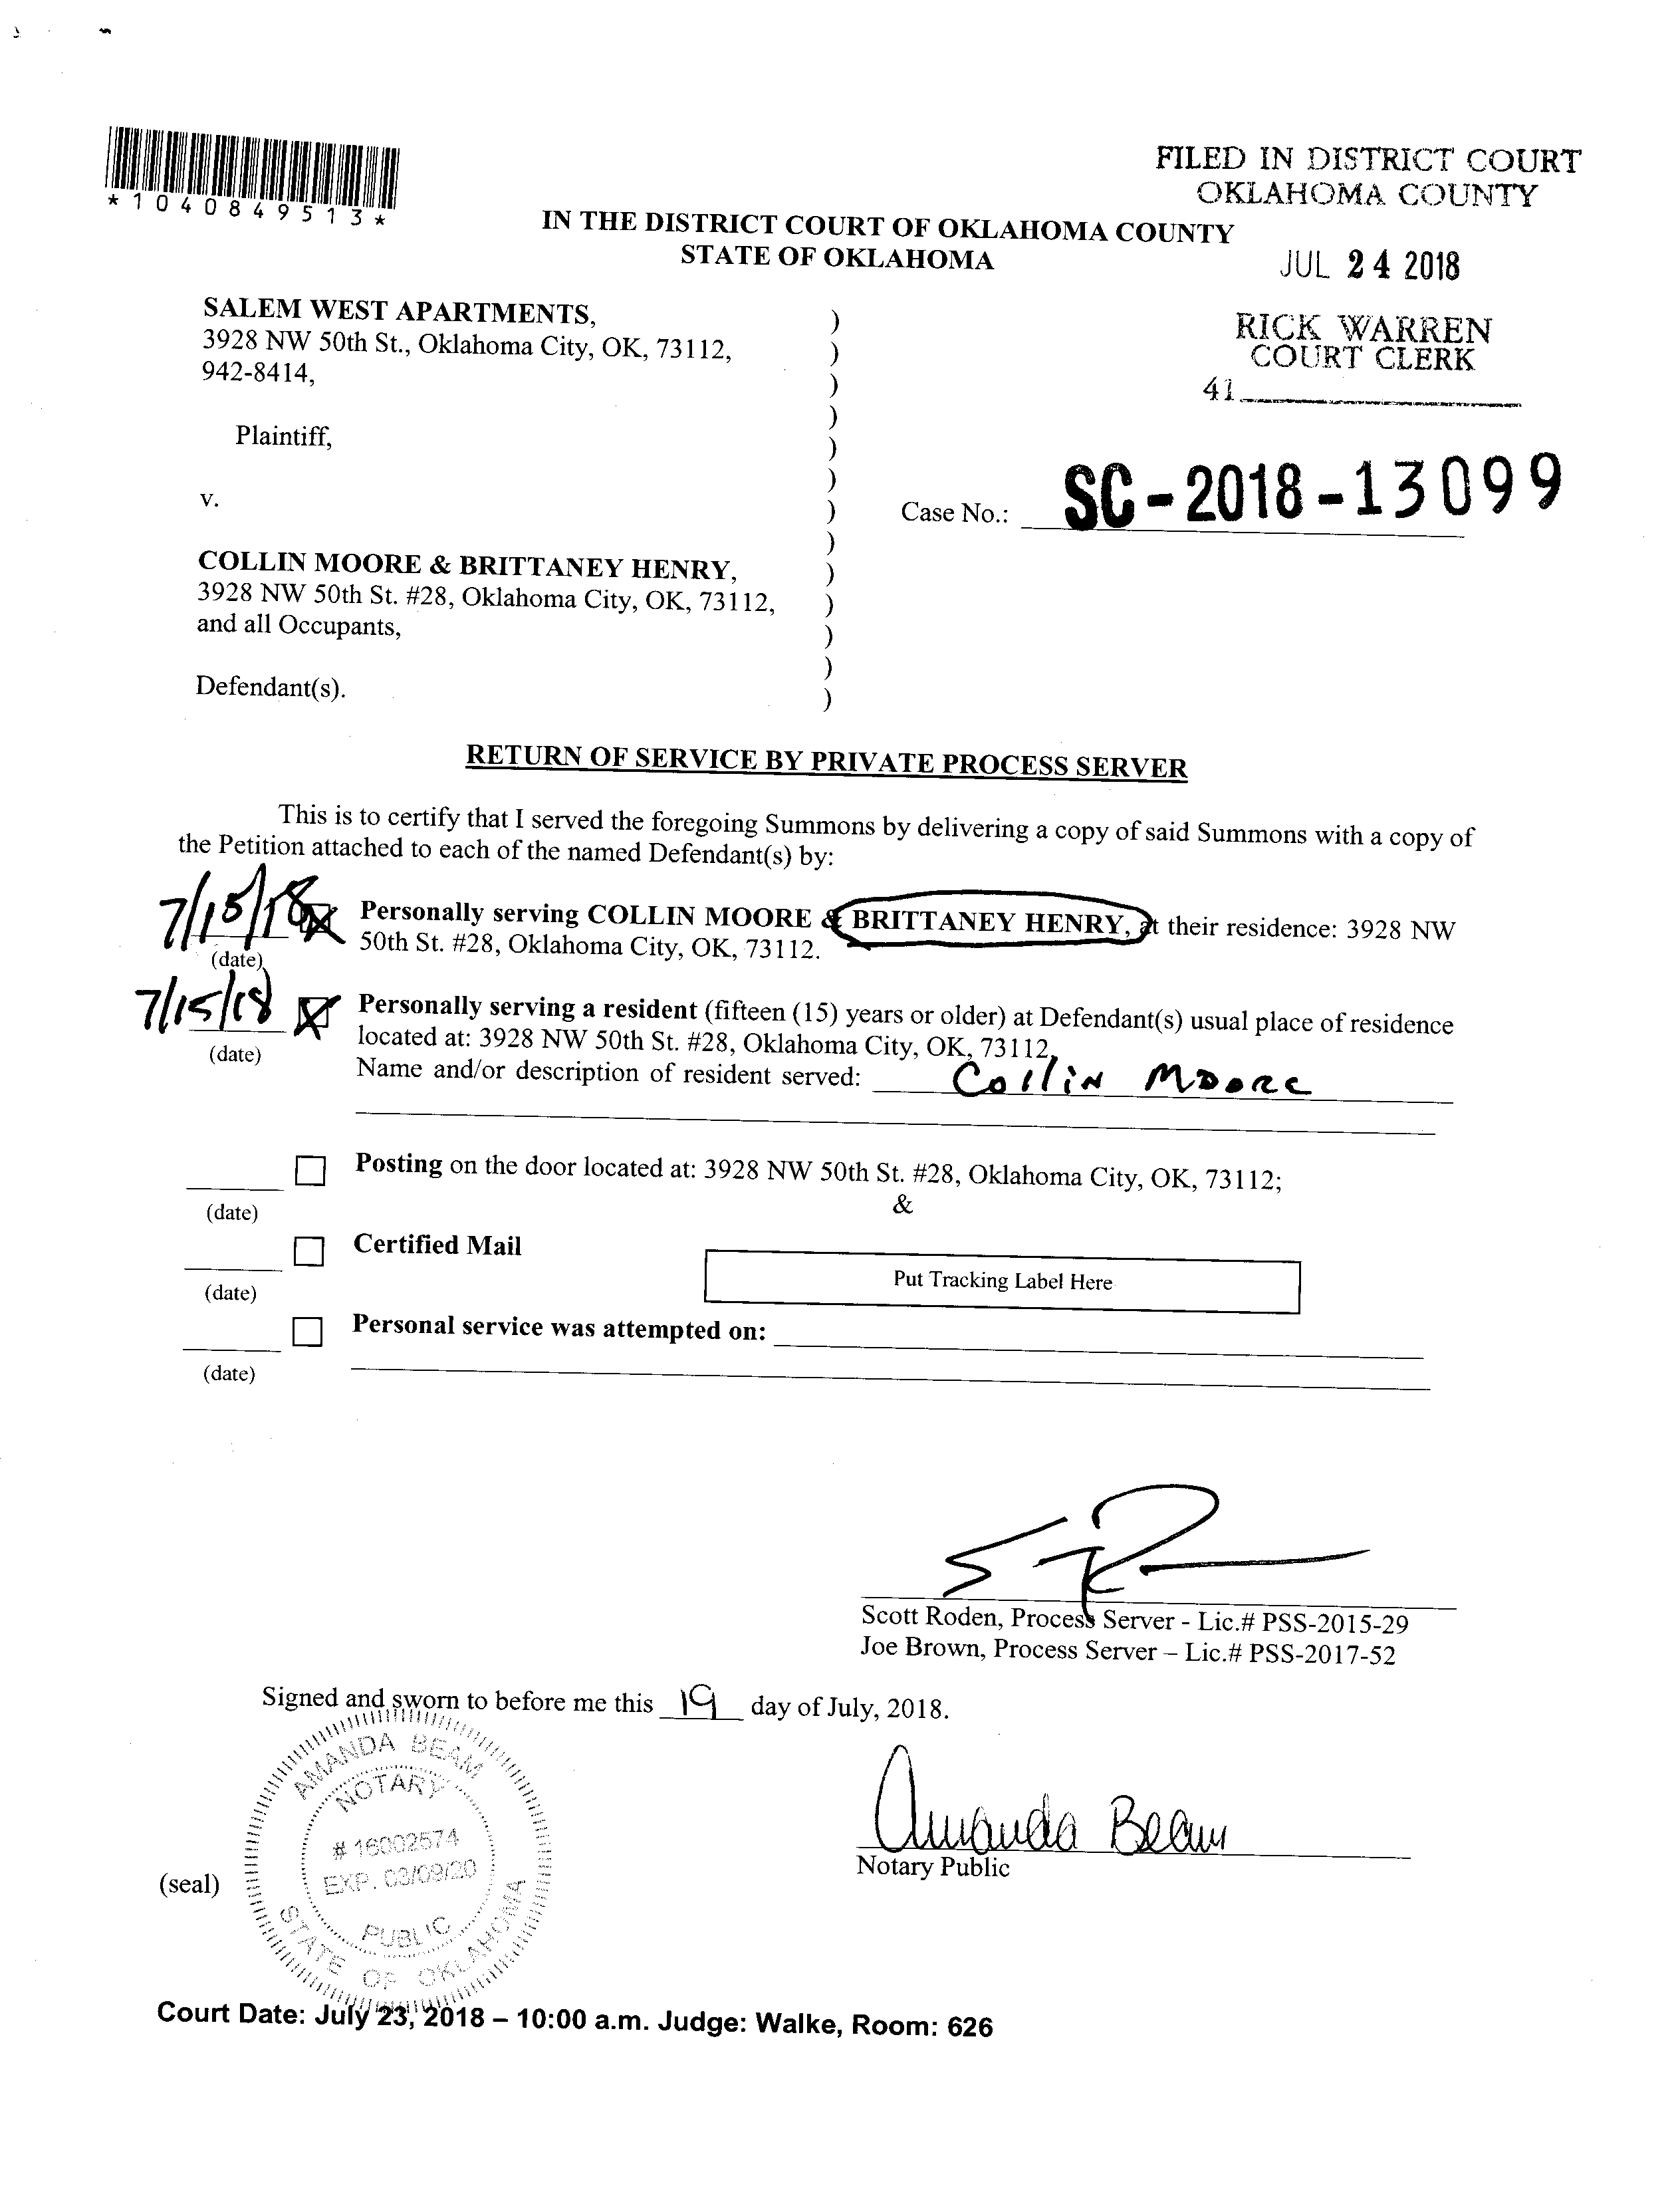 *1040849513*
FILED IN DISTRICT COURT
OKLAHOMA COUNTY
IN THE DISTRICT COURT OF OKLAHOMA COUNTY
STATE OF OKLAHOMA
JUL 24 2018
RICK WARREN
COURT CLERK
41
SALEM WEST APARTMENTS, )
3928 NW 50th St., Oklahoma City, OK, 73112, )
942-8414, )
)
Plaintiff, )
)
v. ) Case No.: SC-2018-13099
)
COLLIN MOORE & BRITTANEY HENRY, )
3928 NW 50th St. #28, Oklahoma City, OK, 73112, )
and all Occupants, )
)
Defendant(s). )
RETURN OF SERVICE BY PRIVATE PROCESS SERVER
This is to certify that I served the foregoing Summons by delivering a copy of said Summons with a copy of
the Petition attached to each of the named Defendant(s) by:
7/15/18 Personally serving COLLIN MOORE & BRITTANEY HENRY, at their residence: 3928 NW
50th St. #28, Oklahoma City, OK, 73112.
(date)
7/15/18 Personally serving a resident (fifteen (15) years or older) at Defendant(s) usual place of residence
located at: 3928 NW 50th St. #28, Oklahoma City, OK, 73112.
(date)
Name and/or description of resident served: Collin Moore
Posting on the door located at: 3928 NW 50th St. #28, Oklahoma City, OK, 73112;
&
(date)
Certified Mail
Put Tracking Label Here
(date)
Personal service was attempted on:
(date)
Scott Roden, Process Server - Lic.# PSS-2015-29
Joe Brown, Process Server – Lic.# PSS-2017-52
Signed and sworn to before me this 19 day of July, 2018.
AMANDA BEAM
NOTARY
# 16002574
EXP. 03/09/20
PUBLIC
STATE OF OKLAHOMA
Amanda Beam
Notary Public
(seal)
Court Date: July 23, 2018 – 10:00 a.m. Judge: Walke, Room: 626